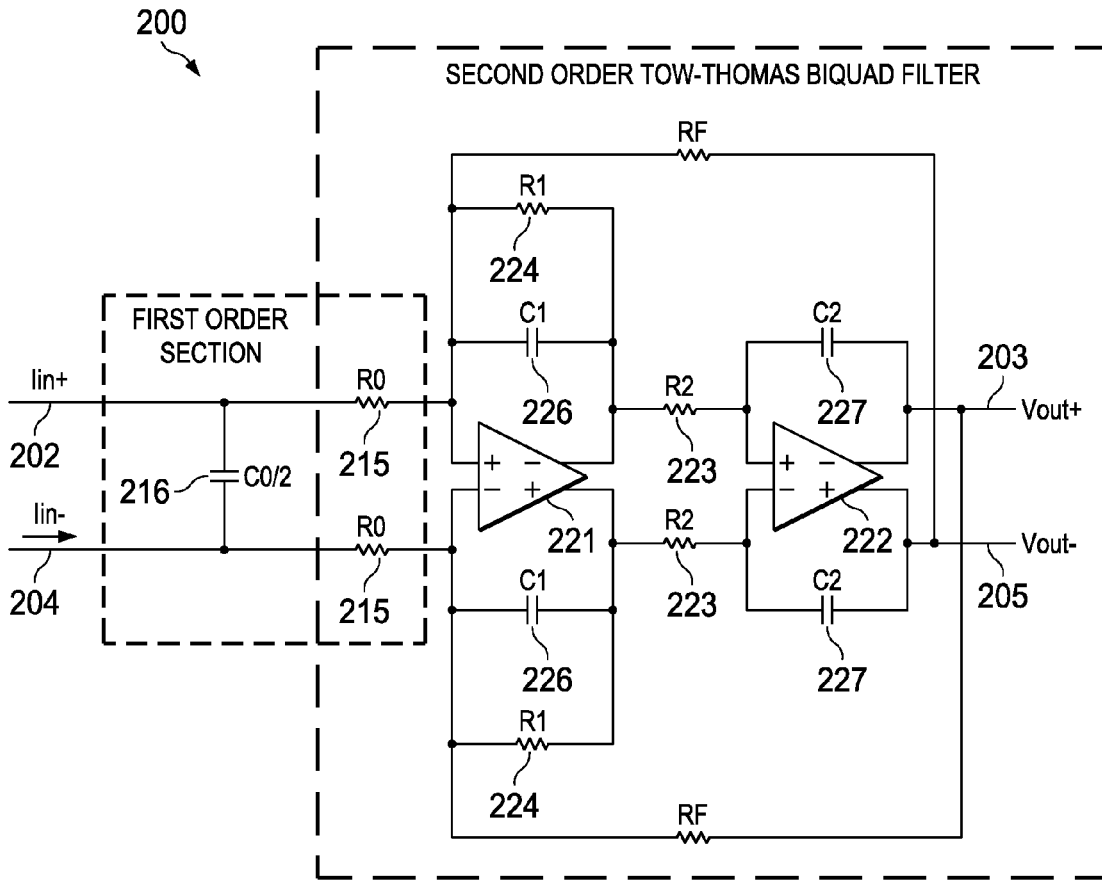 200
SECOND ORDER TOW-THOMAS BIQUAD FILTER
RF
R1
224
FIRST ORDER
SECTION
C1
C2
Iin+
R0
226
R2
227
203
Vout+
202
215
223
216
C0/2
+ −
− +
+ −
− +
Iin-
R0
221
R2
222
Vout-
204
215
C1
223
C2
205
226
227
R1
224
RF